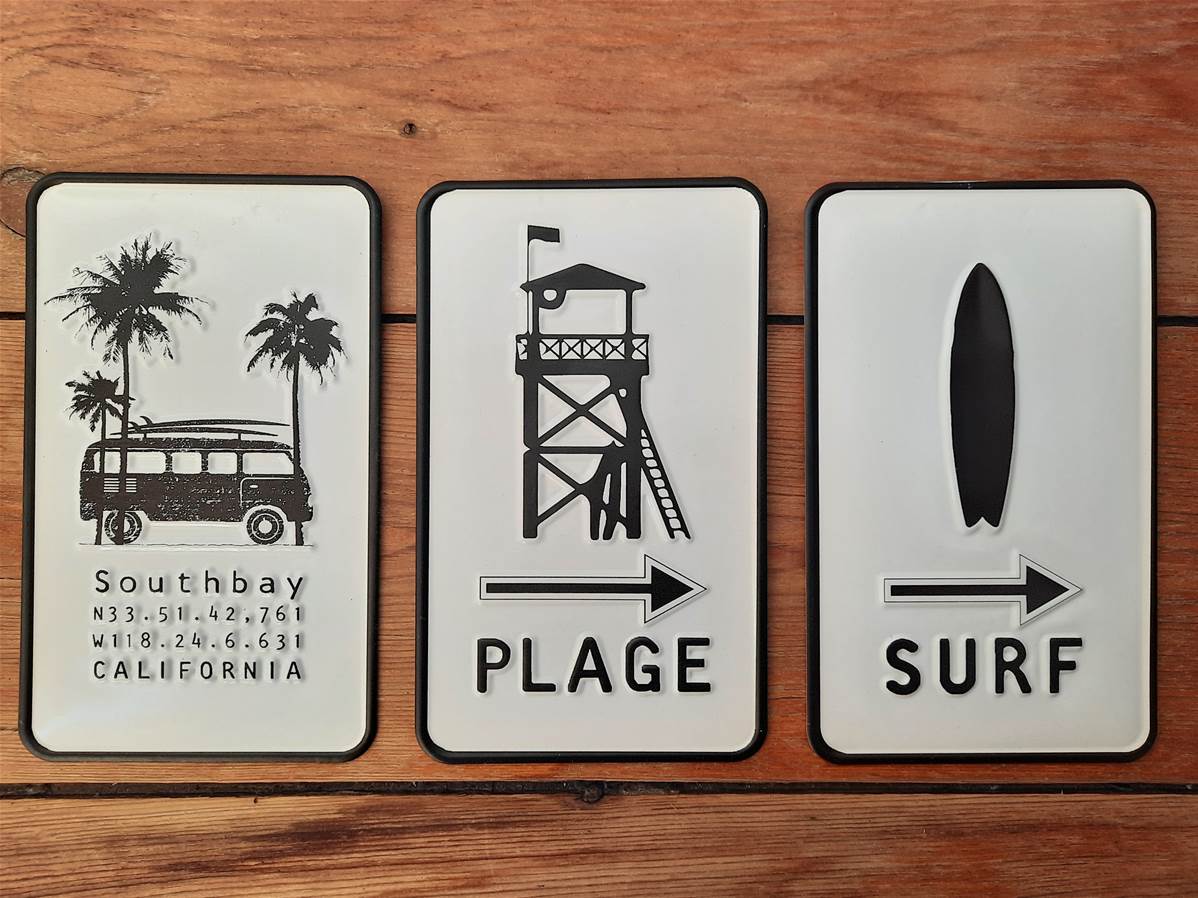 Southbay
N33.51.42,761
W118.24.6.631
CALIFORNIA
PLAGE
SURF